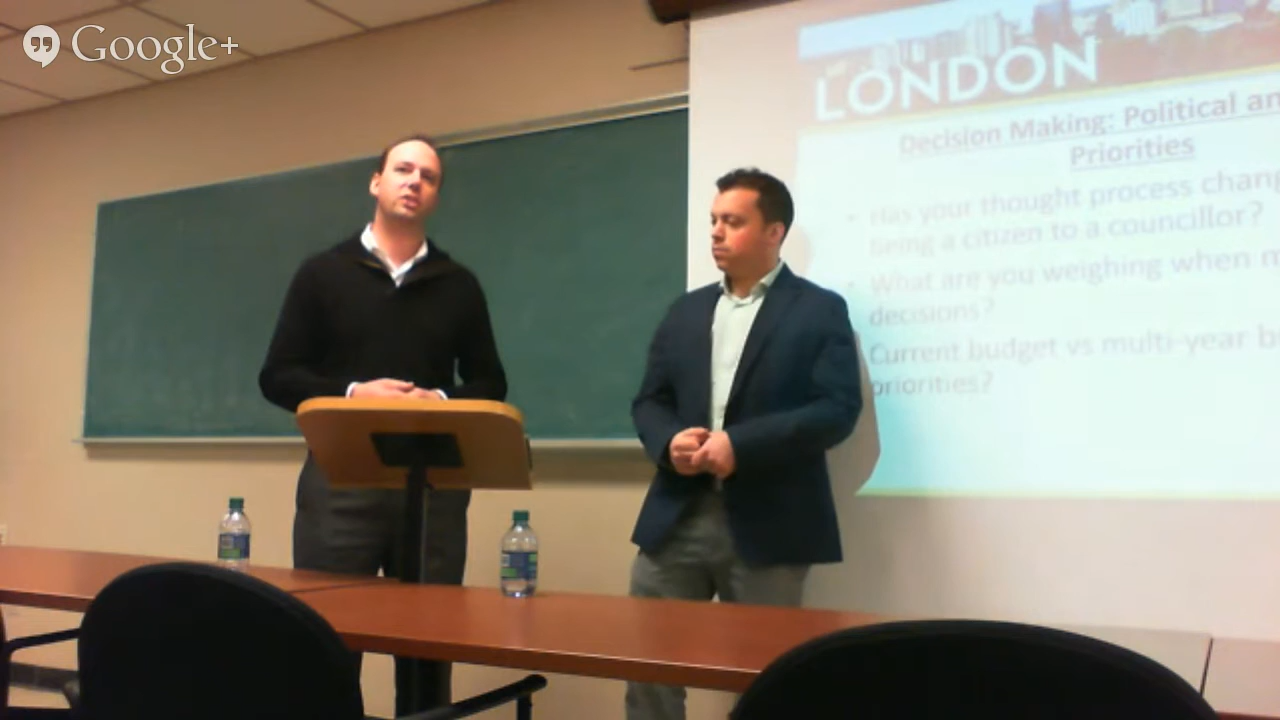 Google+
LONDON
Decision Making: Political an
Priorities
Has your thought process chang
being a citizen to a councillor?
What are you weighing when m
decisions?
Current budget vs multi-year b
priorities?